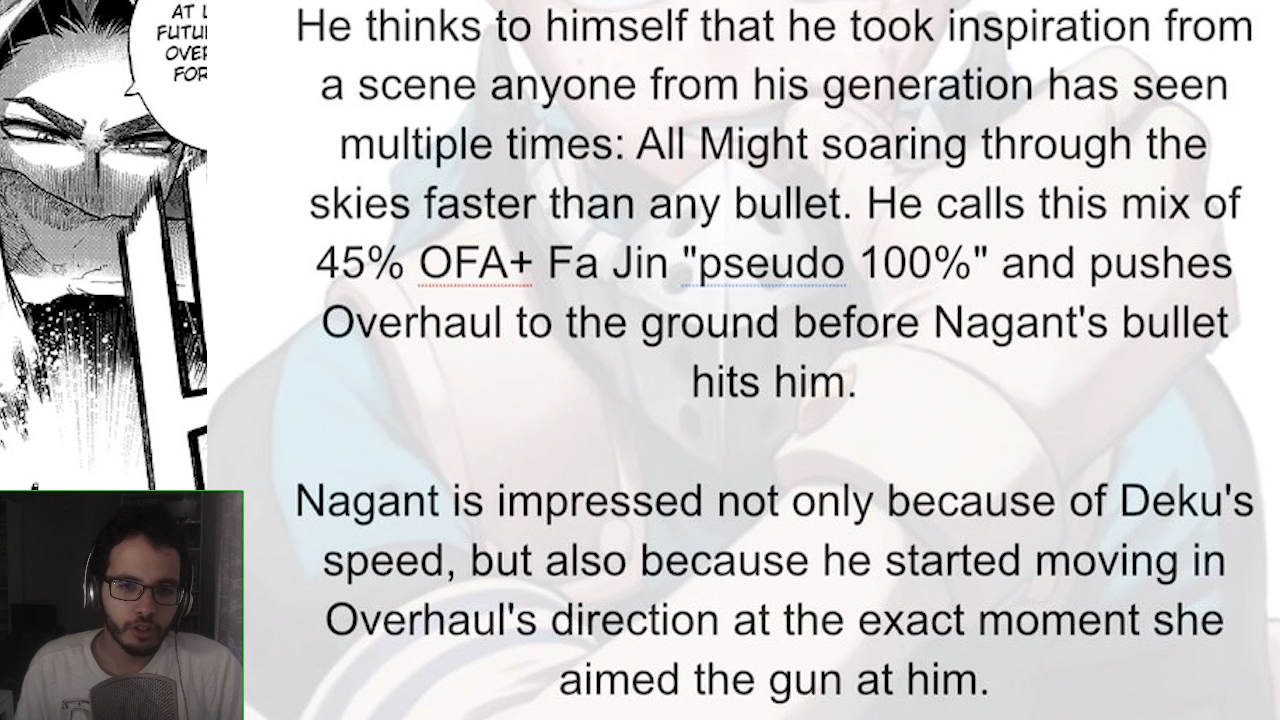 AT L
FUTU
OVER
FOR
He thinks to himself that he took inspiration from
a scene anyone from his generation has seen
multiple times: All Might soaring through the
skies faster than any bullet. He calls this mix of
45% OFA+ Fa Jin "pseudo 100%" and pushes
Overhaul to the ground before Nagant's bullet
hits him.
Nagant is impressed not only because of Deku's
speed, but also because he started moving in
Overhaul's direction at the exact moment she
aimed the gun at him.